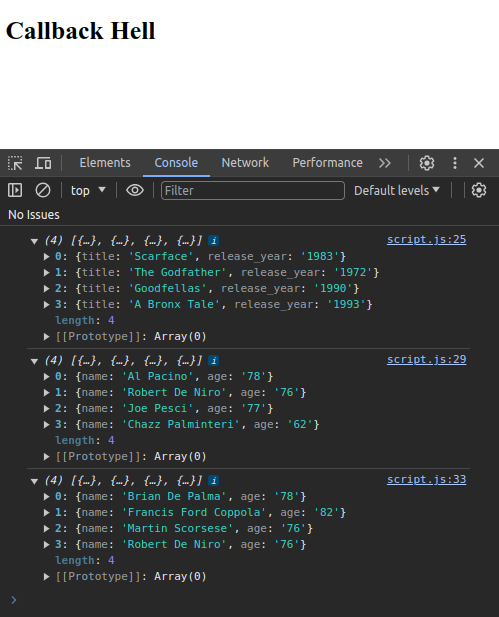 Callback Hell
Elements Console Network Performance
top Filter Default levels
No Issues
(4) [{…}, {…}, {…}, {…}] i script.js:25
0: {title: 'Scarface', release_year: '1983'}
1: {title: 'The Godfather', release_year: '1972'}
2: {title: 'Goodfellas', release_year: '1990'}
3: {title: 'A Bronx Tale', release_year: '1993'}
length: 4
[[Prototype]]: Array(0)
(4) [{…}, {…}, {…}, {…}] i script.js:29
0: {name: 'Al Pacino', age: '78'}
1: {name: 'Robert De Niro', age: '76'}
2: {name: 'Joe Pesci', age: '77'}
3: {name: 'Chazz Palminteri', age: '62'}
length: 4
[[Prototype]]: Array(0)
(4) [{…}, {…}, {…}, {…}] i script.js:33
0: {name: 'Brian De Palma', age: '78'}
1: {name: 'Francis Ford Coppola', age: '82'}
2: {name: 'Martin Scorsese', age: '76'}
3: {name: 'Robert De Niro', age: '76'}
length: 4
[[Prototype]]: Array(0)